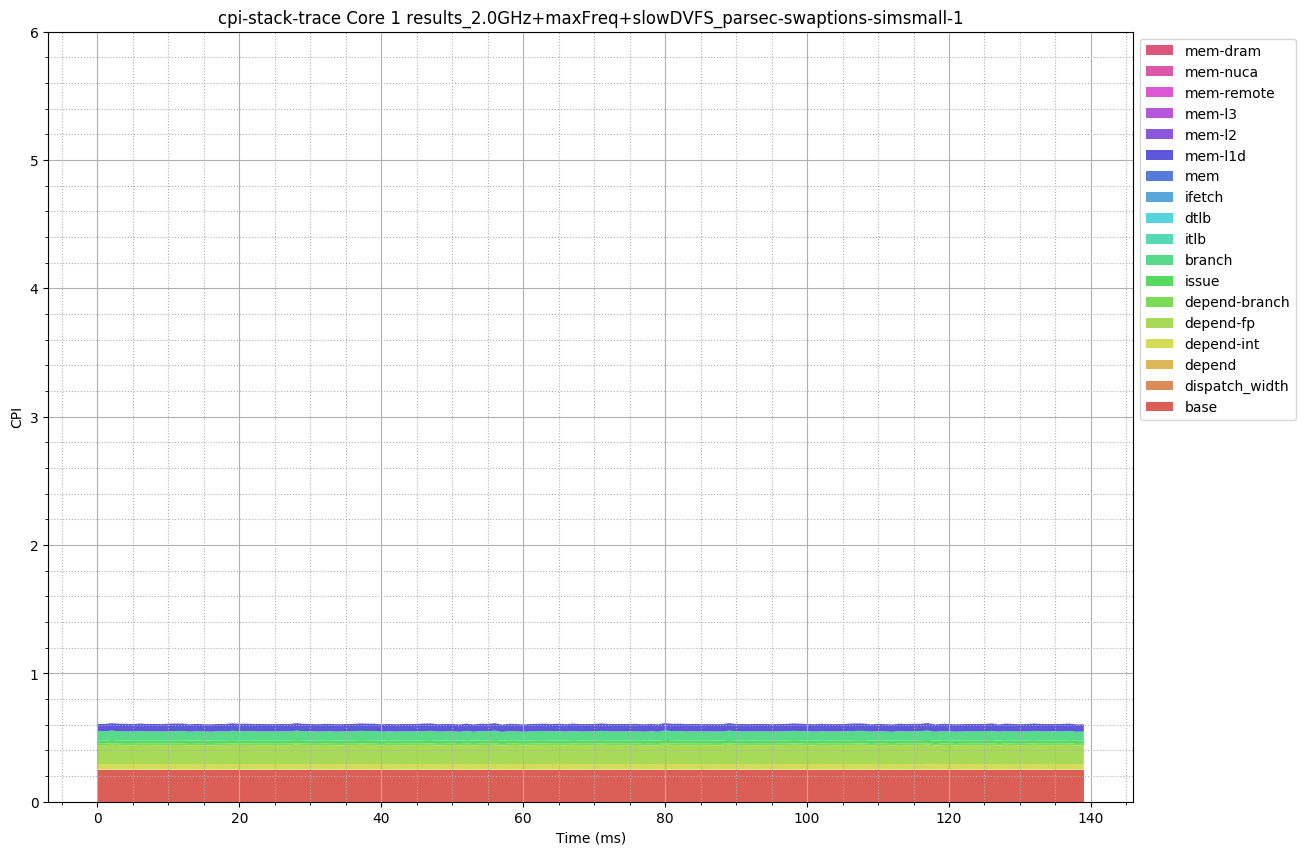 cpi-stack-trace Core 1 results_2.0GHz+maxFreq+slowDVFS_parsec-swaptions-simsmall-1
6
5
4
3
2
1
0
CPI
0 20 40 60 80 100 120 140
Time (ms)
mem-dram
mem-nuca
mem-remote
mem-l3
mem-l2
mem-l1d
mem
ifetch
dtlb
itlb
branch
issue
depend-branch
depend-fp
depend-int
depend
dispatch_width
base